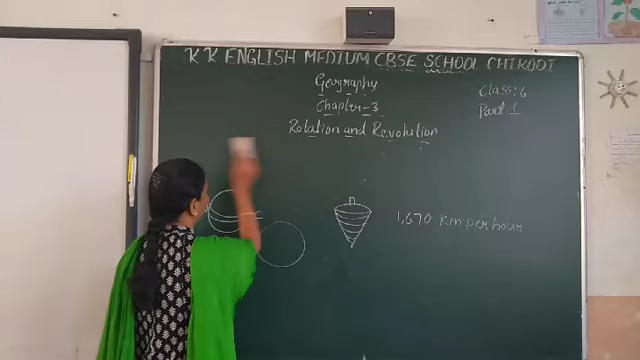 KK ENGLISH MEDIUM CBSE SCHOOL CHIKODI
Geography
Class: 6
Chapter-3
Part 1
Rotation and Revolution
1,670 Km per hour